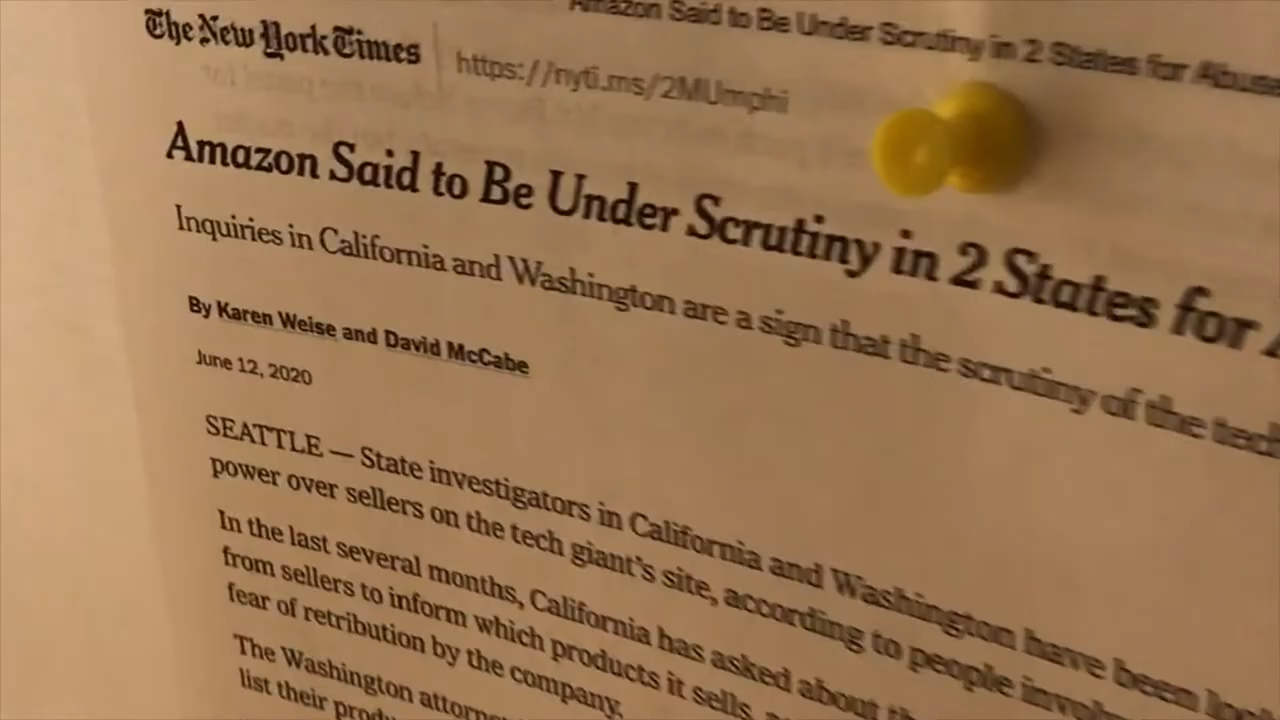 Amazon Said to Be Under Scrutiny in 2 States for Abuse
The New York Times
https://nyti.ms/2MUmphi
Amazon Said to Be Under Scrutiny in 2 States for
Inquiries in California and Washington are a sign that the scrutiny of the tech
By Karen Weise and David McCabe
June 12, 2020
SEATTLE — State investigators in California and Washington have been
power over sellers on the tech giant's site, according to people
In the last several months, California has asked about
from sellers to inform which products it sells,
fear of retribution by the company.
The Washington
list their